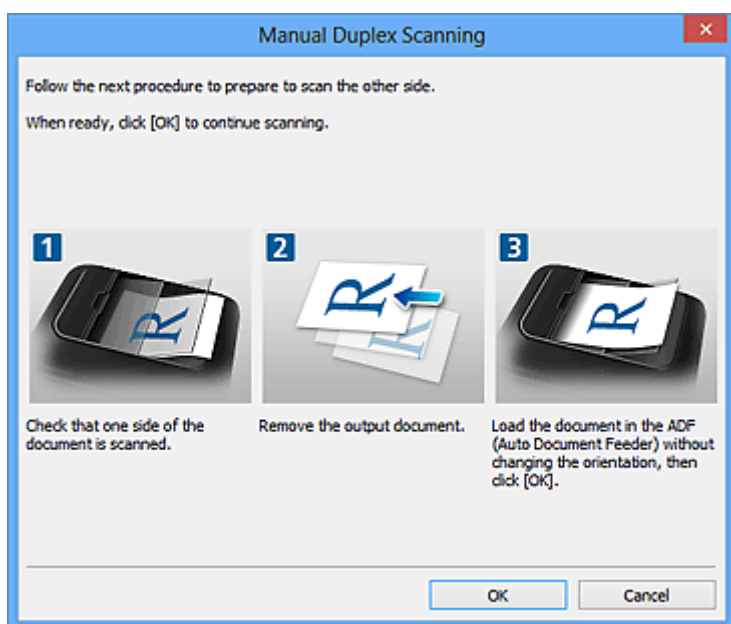 Manual Duplex Scanning
Follow the next procedure to prepare to scan the other side.
When ready, click [OK] to continue scanning.
1
R
Check that one side of the
document is scanned.
2
R
R
Remove the output document.
3
R
Load the document in the ADF
(Auto Document Feeder) without
changing the orientation, then
click [OK].
OK
Cancel